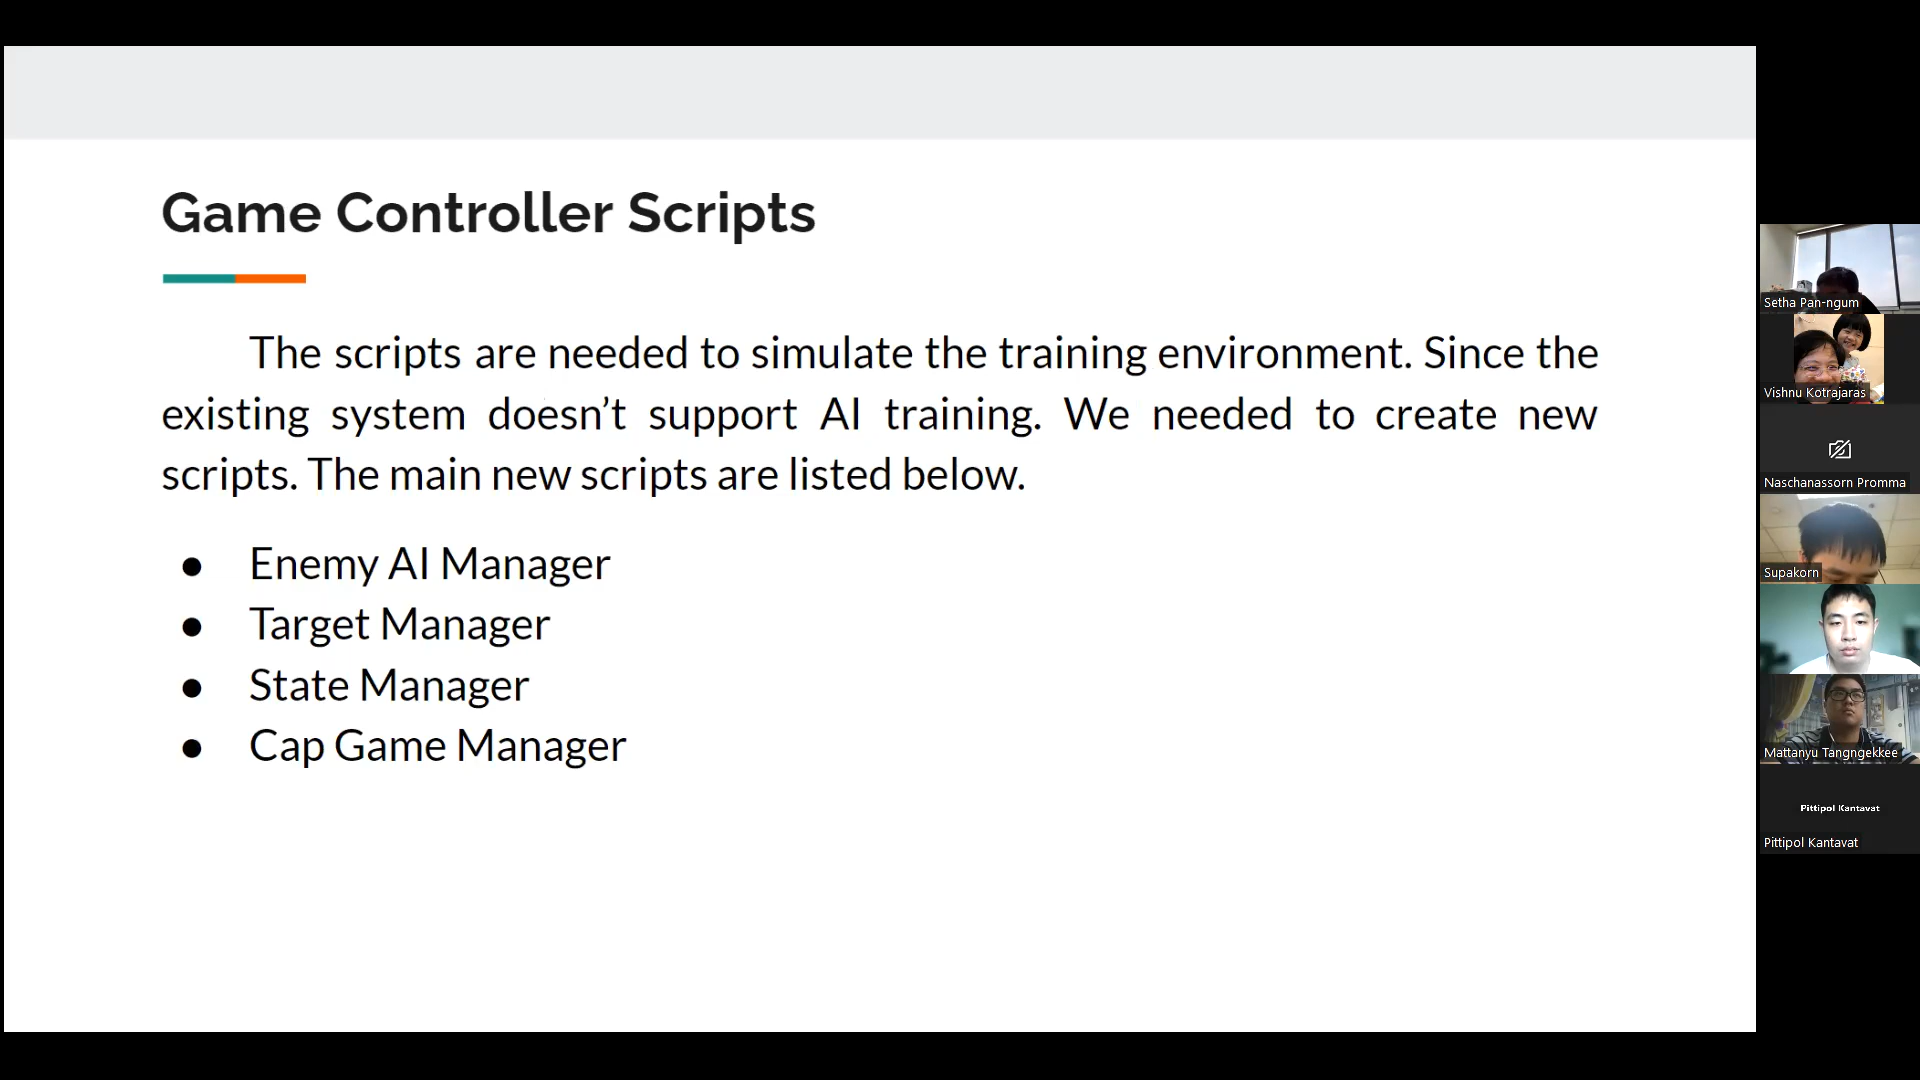 Game Controller Scripts
The scripts are needed to simulate the training environment. Since the
existing system doesn’t support AI training. We needed to create new
scripts. The main new scripts are listed below.
● Enemy AI Manager
● Target Manager
● State Manager
● Cap Game Manager
Setha Pan-ngum
Vishnu Kotrajaras
Naschanassorn Promma
Supakorn
Mattanyu Tangngekkee
Pittipol Kantavat
Pittipol Kantavat